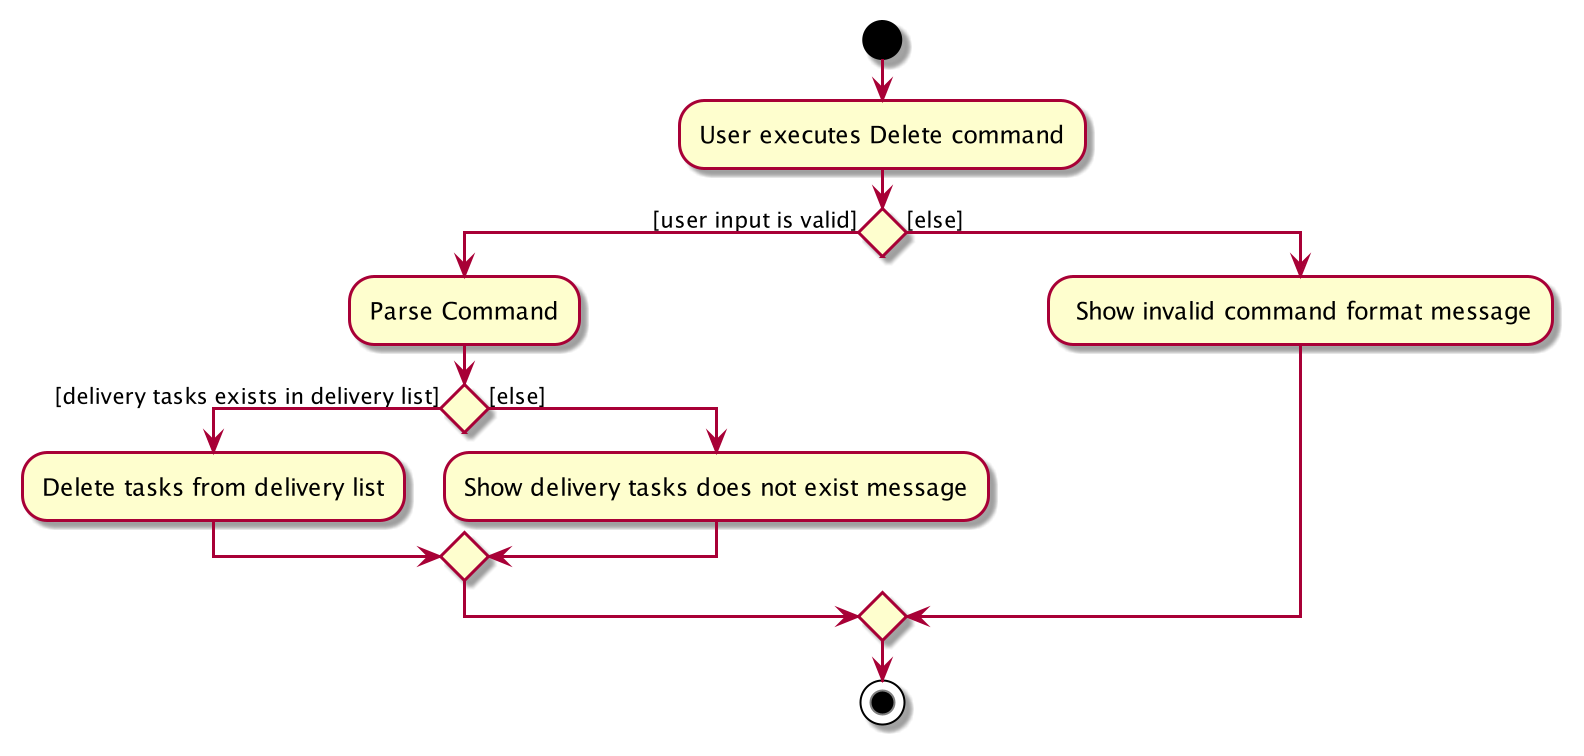 User executes Delete command
[user input is valid]
[else]
Parse Command
Show invalid command format message
[delivery tasks exists in delivery list]
[else]
Delete tasks from delivery list
Show delivery tasks does not exist message